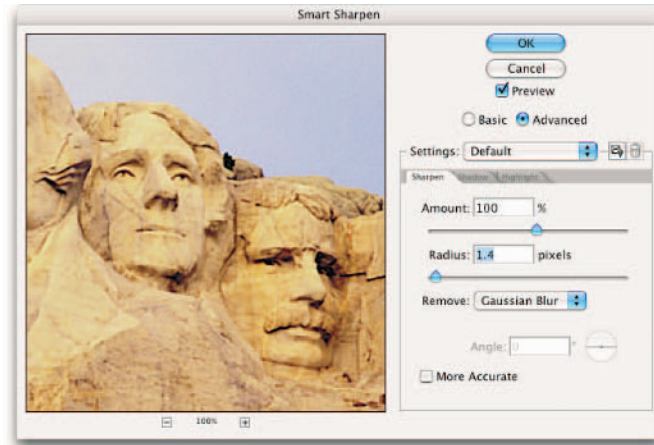 Smart Sharpen
OK
Cancel
Preview
Basic Advanced
Settings: Default
Sharpen Shadow Highlight
Amount: 100 %
Radius: 1.4 pixels
Remove: Gaussian Blur
Angle: 0 °
More Accurate
100%